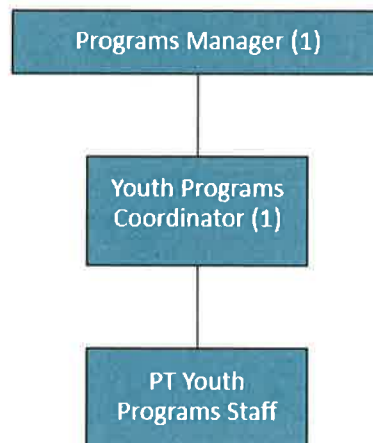 Programs Manager (1)
Youth Programs
Coordinator (1)
PT Youth
Programs Staff